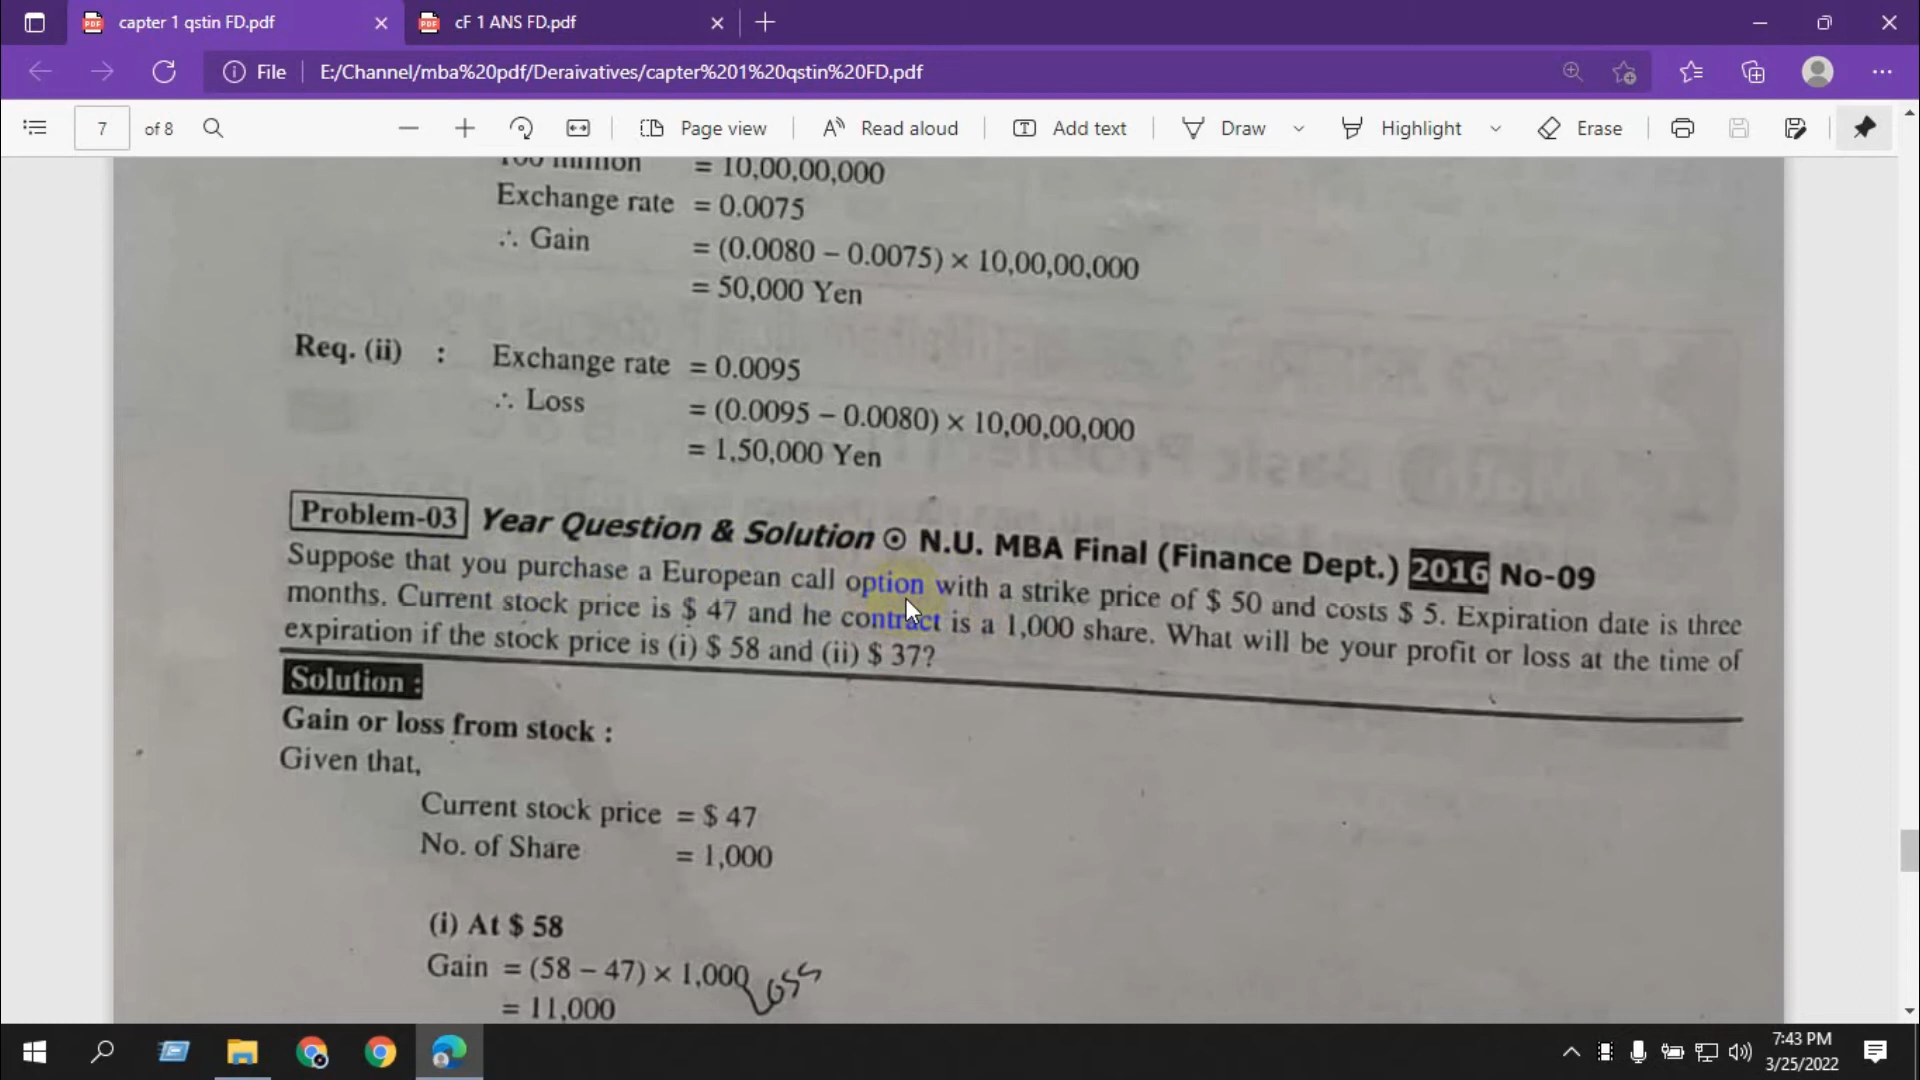 capter 1 qstin FD.pdf
cF 1 ANS FD.pdf
File
E:/Channel/mba%20pdf/Deraivatives/capter%201%20qstin%20FD.pdf
7 of 8
Page view
Read aloud
Add text
Draw
Highlight
Erase
100 million = 10,00,00,000
Exchange rate = 0.0075
∴ Gain = (0.0080 – 0.0075) × 10,00,00,000
= 50,000 Yen
Req. (ii) : Exchange rate = 0.0095
∴ Loss = (0.0095 – 0.0080) × 10,00,00,000
= 1,50,000 Yen
Problem-03 Year Question & Solution ⊙ N.U. MBA Final (Finance Dept.) 2016 No-09
Suppose that you purchase a European call option with a strike price of $ 50 and costs $ 5. Expiration date is three
months. Current stock price is $ 47 and he contract is a 1,000 share. What will be your profit or loss at the time of
expiration if the stock price is (i) $ 58 and (ii) $ 37?
Solution :
Gain or loss from stock :
Given that,
Current stock price = $ 47
No. of Share = 1,000
(i) At $ 58
Gain = (58 – 47) × 1,000
Loss
= 11,000
7:43 PM
3/25/2022